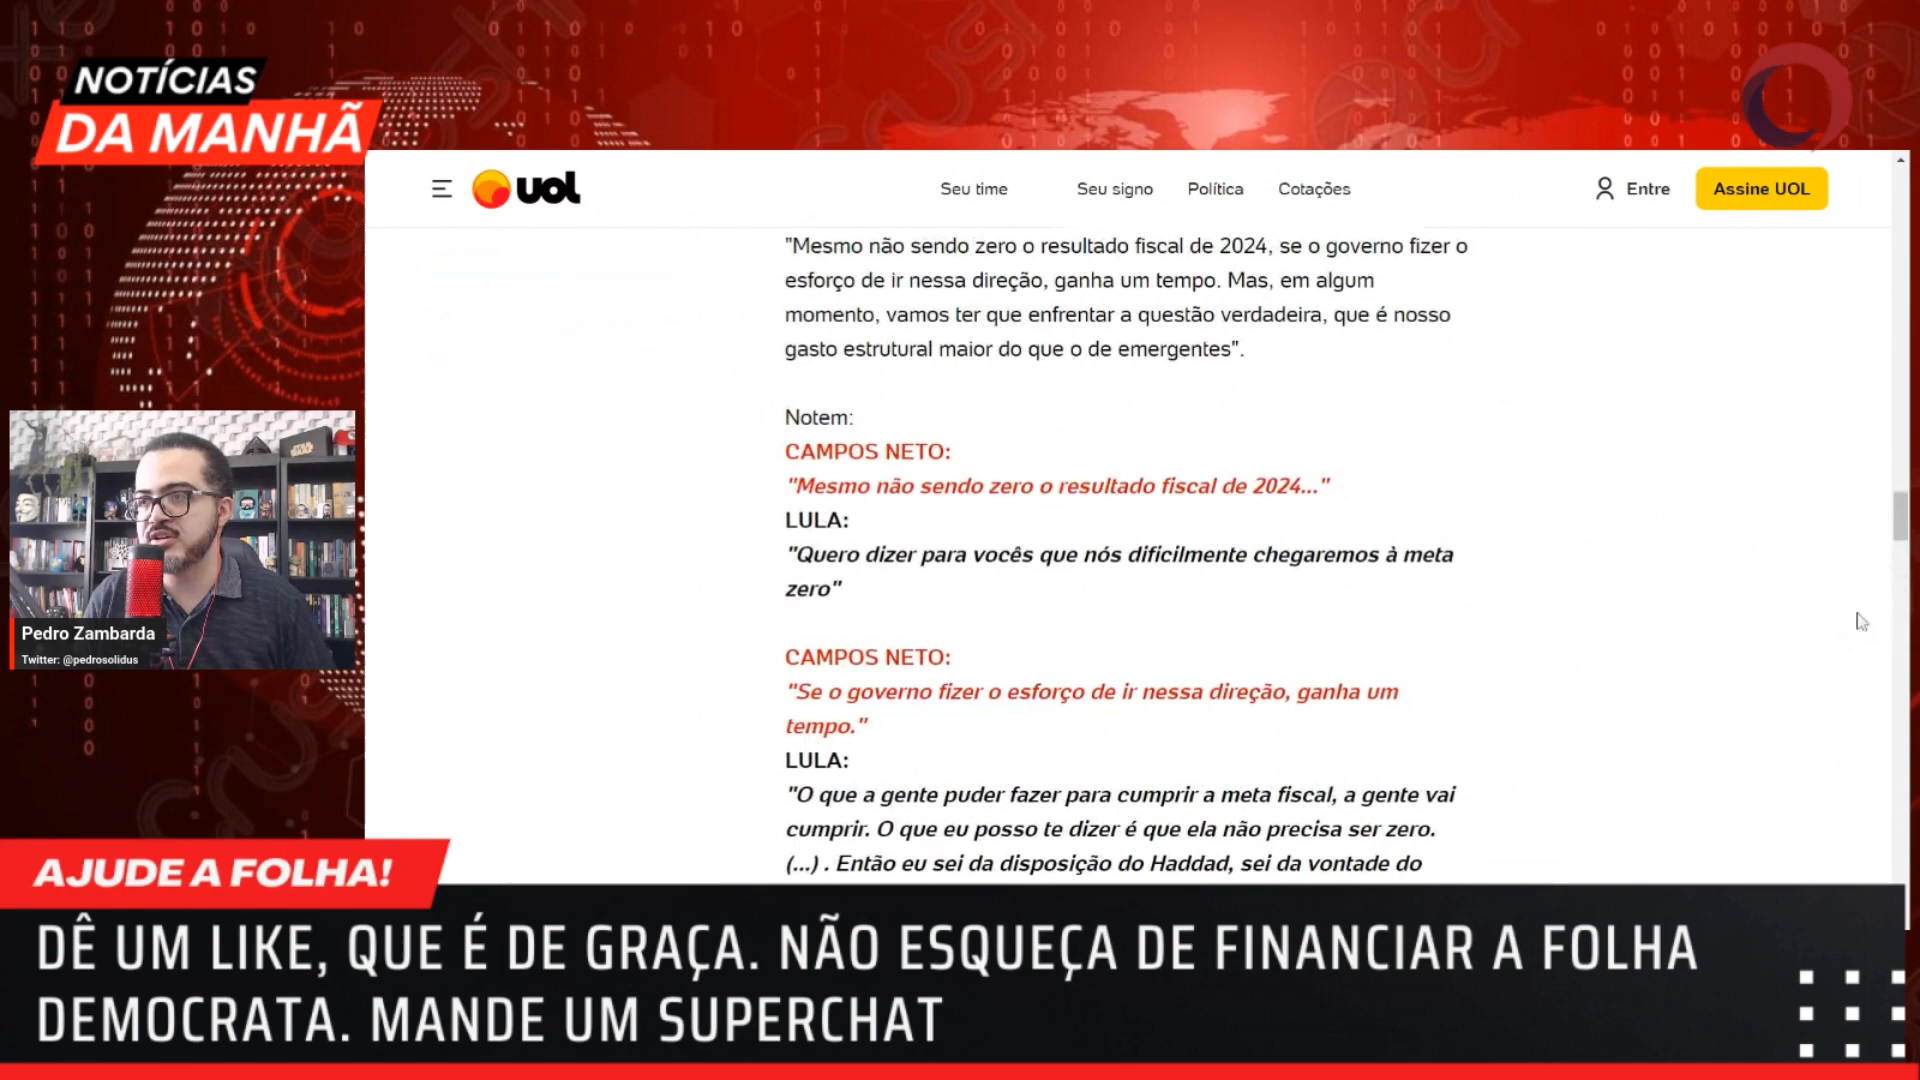 NOTÍCIAS
DA MANHÃ
uol
Seu time
Seu signo
Política
Cotações
Entre
Assine UOL
"Mesmo não sendo zero o resultado fiscal de 2024, se o governo fizer o
esforço de ir nessa direção, ganha um tempo. Mas, em algum
momento, vamos ter que enfrentar a questão verdadeira, que é nosso
gasto estrutural maior do que o de emergentes".
Notem:
CAMPOS NETO:
"Mesmo não sendo zero o resultado fiscal de 2024..."
LULA:
"Quero dizer para vocês que nós dificilmente chegaremos à meta
zero"
CAMPOS NETO:
"Se o governo fizer o esforço de ir nessa direção, ganha um
tempo."
LULA:
"O que a gente puder fazer para cumprir a meta fiscal, a gente vai
cumprir. O que eu posso te dizer é que ela não precisa ser zero.
(...) . Então eu sei da disposição do Haddad, sei da vontade do
Pedro Zambarda
Twitter: @pedrosolidus
AJUDE A FOLHA!
DÊ UM LIKE, QUE É DE GRAÇA. NÃO ESQUEÇA DE FINANCIAR A FOLHA
DEMOCRATA. MANDE UM SUPERCHAT